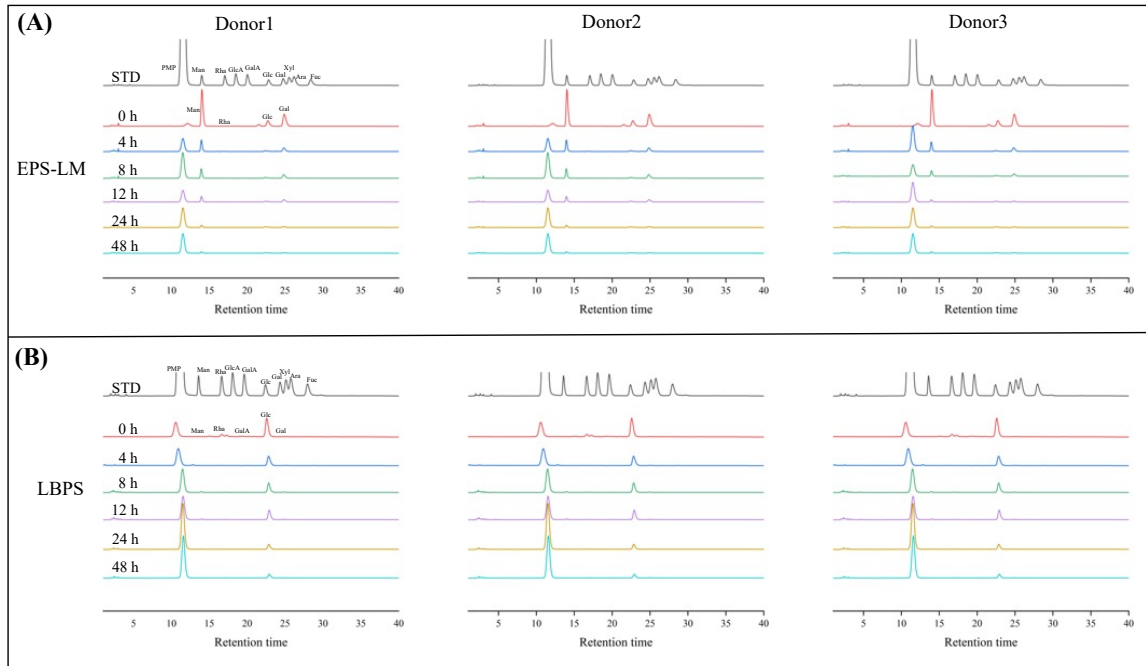 (A)
Donor1 Donor2 Donor3
PMP Man Rha GlcA GalA Glc Gal Xyl Ara Fuc
STD
0 h Man Rha Glc Gal
4 h
EPS-LM
8 h
12 h
24 h
48 h
5 10 15 20 25 30 35 40 5 10 15 20 25 30 35 40 5 10 15 20 25 30 35 40
Retention time Retention time Retention time
(B)
PMP Man Rha GlcA GalA Glc Gal Xyl Ara Fuc
STD
0 h Man Rha GalA Glc Gal
4 h
LBPS
8 h
12 h
24 h
48 h
5 10 15 20 25 30 35 40 5 10 15 20 25 30 35 40 5 10 15 20 25 30 35 40
Retention time Retention time Retention time